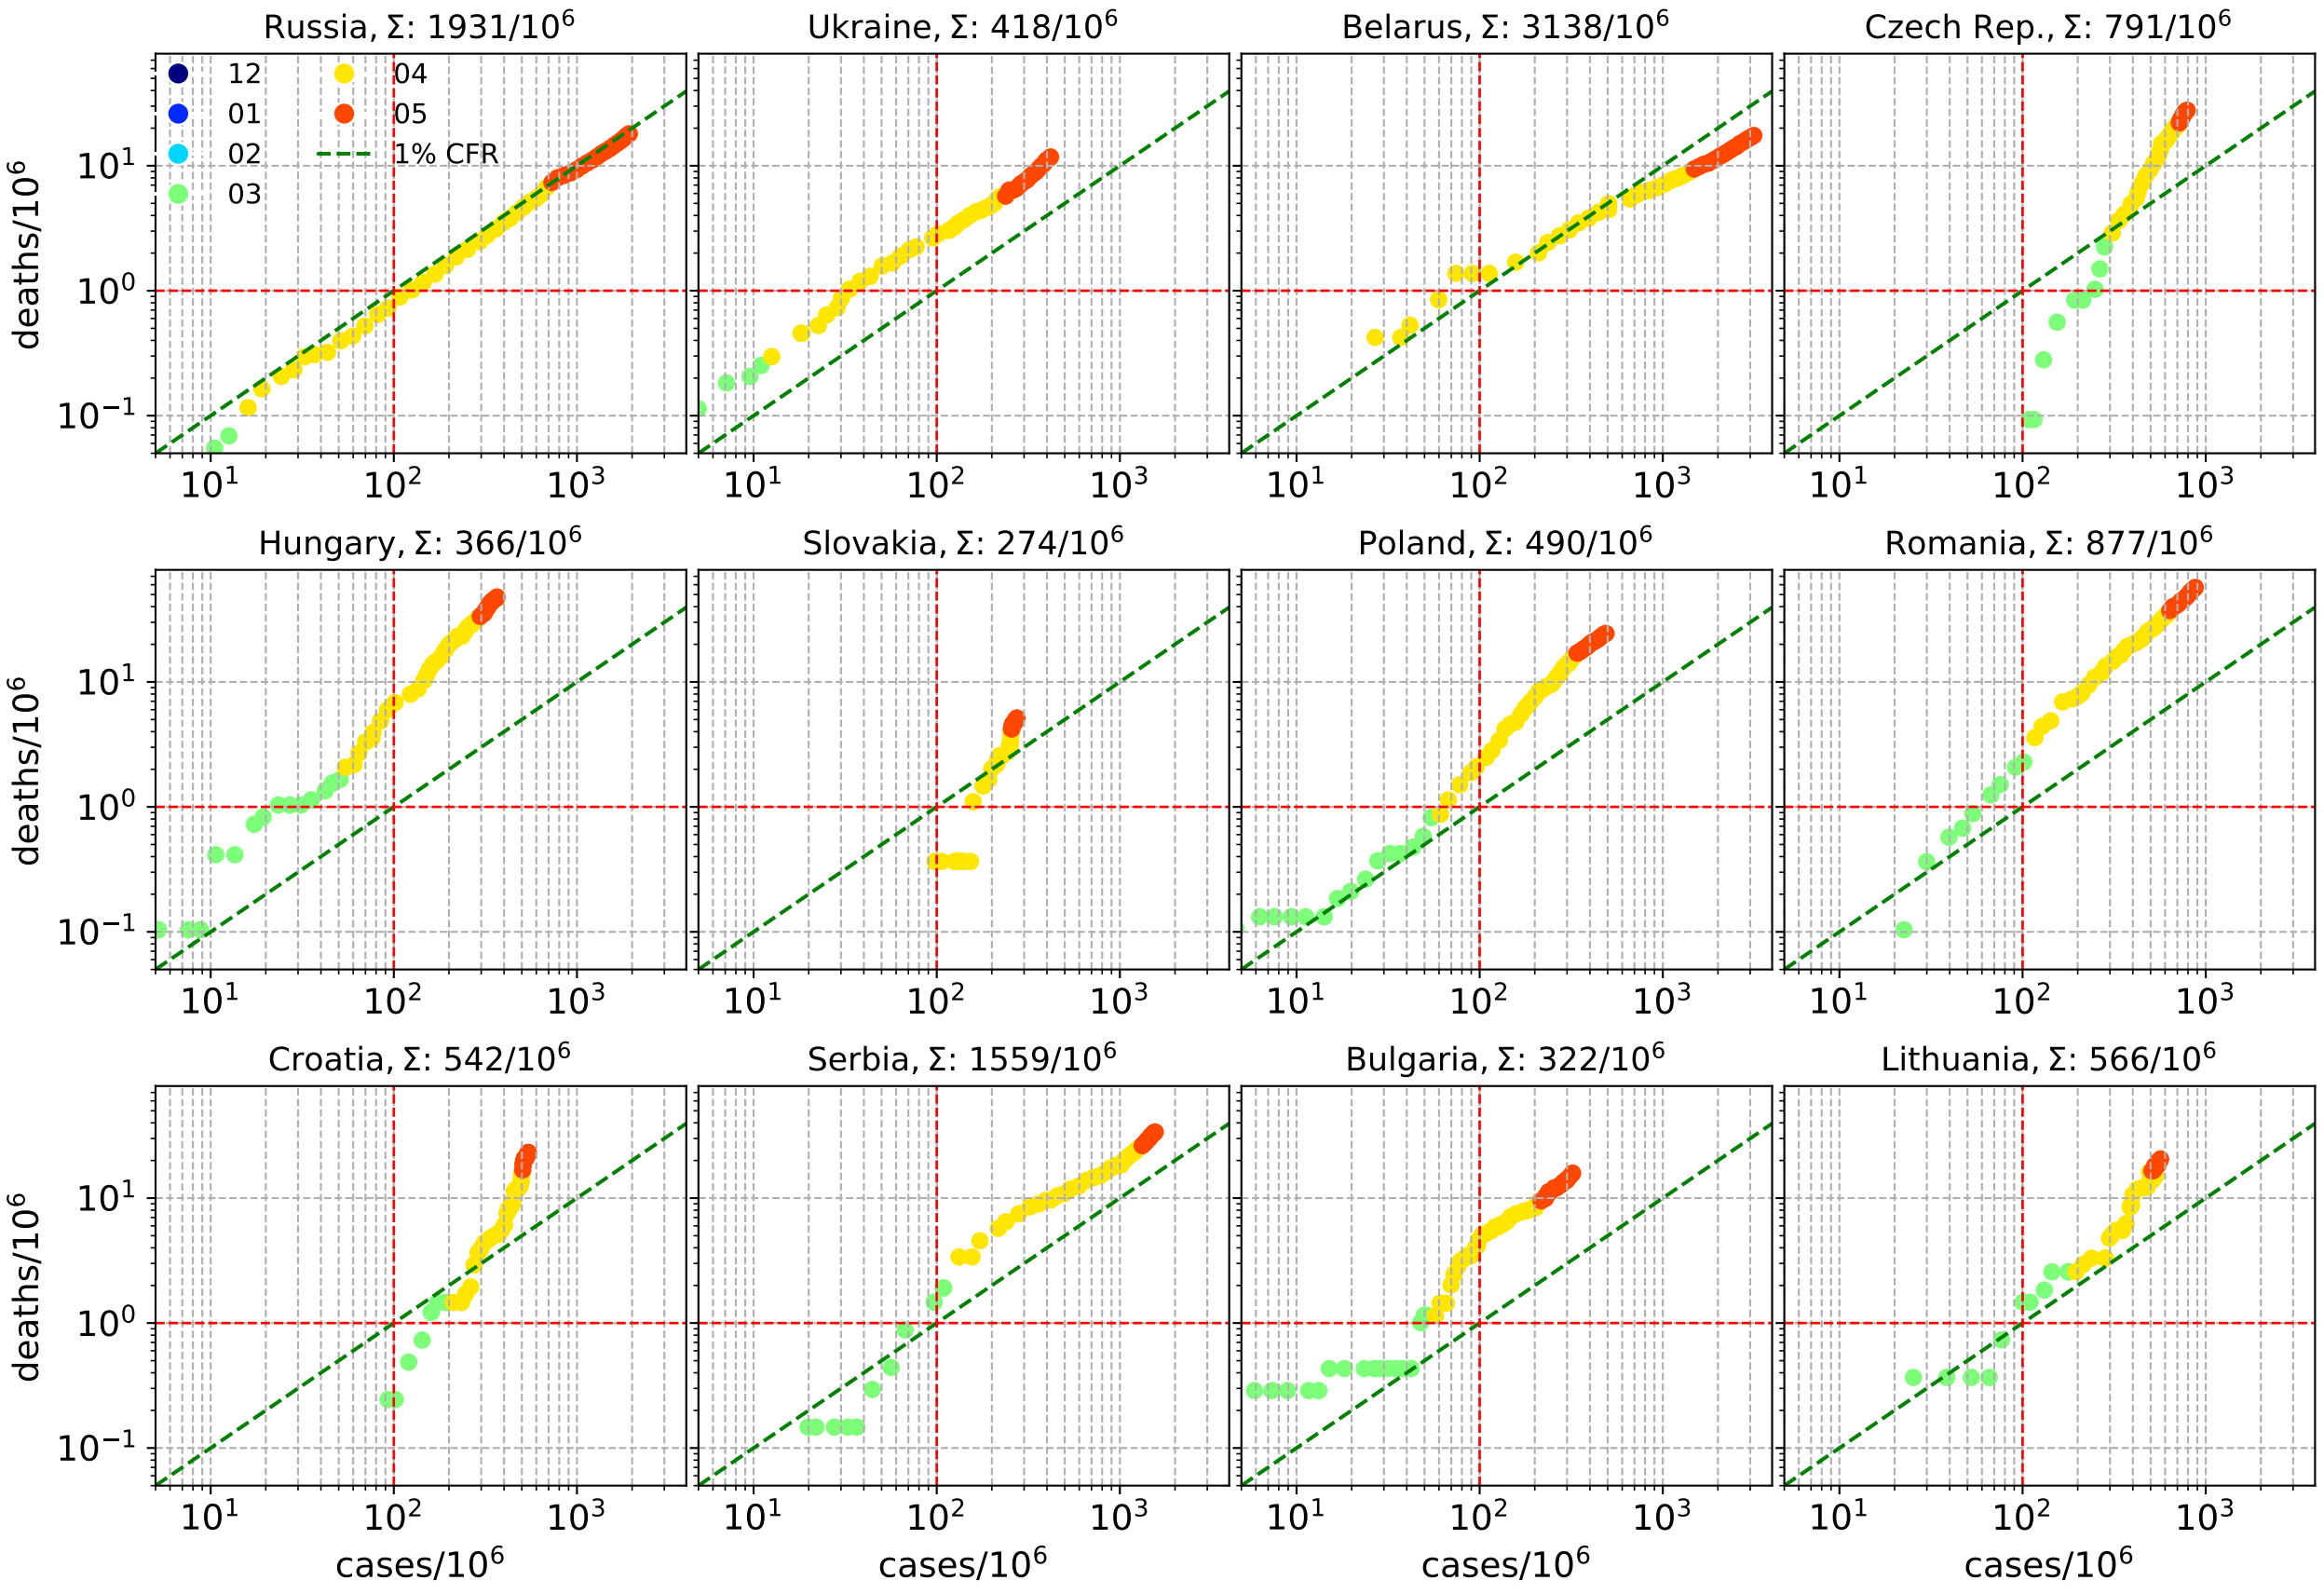 Russia, Σ: 1931/10⁶
Ukraine, Σ: 418/10⁶
Belarus, Σ: 3138/10⁶
Czech Rep., Σ: 791/10⁶
12
01
02
03
04
05
1% CFR
deaths/10⁶
10¹
10⁰
10⁻¹
10¹ 10² 10³
10¹ 10² 10³
10¹ 10² 10³
10¹ 10² 10³
Hungary, Σ: 366/10⁶
Slovakia, Σ: 274/10⁶
Poland, Σ: 490/10⁶
Romania, Σ: 877/10⁶
deaths/10⁶
10¹
10⁰
10⁻¹
10¹ 10² 10³
10¹ 10² 10³
10¹ 10² 10³
10¹ 10² 10³
Croatia, Σ: 542/10⁶
Serbia, Σ: 1559/10⁶
Bulgaria, Σ: 322/10⁶
Lithuania, Σ: 566/10⁶
deaths/10⁶
10¹
10⁰
10⁻¹
10¹ 10² 10³
10¹ 10² 10³
10¹ 10² 10³
10¹ 10² 10³
cases/10⁶
cases/10⁶
cases/10⁶
cases/10⁶